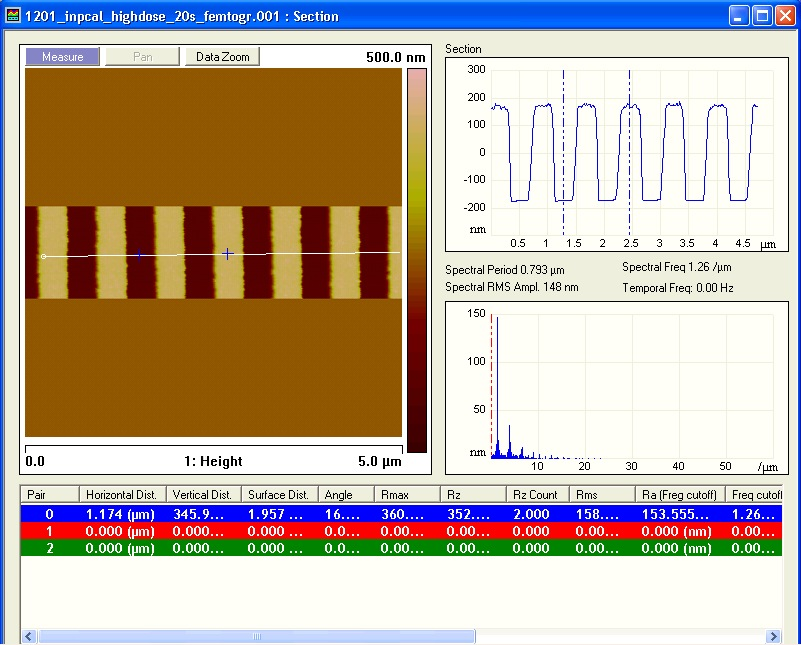 1201_inpcal_highdose_20s_femtogr.001 : Section
Measure Pan Data Zoom 500.0 nm
0.0 1: Height 5.0 µm
Section
300
200
100
0
-100
-200
nm
0.5 1 1.5 2 2.5 3 3.5 4 4.5 µm
Spectral Period 0.793 µm Spectral Freq 1.26 /µm
Spectral RMS Ampl. 148 nm Temporal Freq: 0.00 Hz
150
100
50
nm
10 20 30 40 50 /µm
Pair Horizontal Dist. Vertical Dist. Surface Dist. Angle Rmax Rz Rz Count Rms Ra (Freg cutoff) Freq cutoff
0 1.174 (µm) 345.9... 1.957 ... 16.... 360.... 352.... 2.000 158.... 153.555... 1.26...
1 0.000 (µm) 0.000... 0.000 ... 0.0... 0.00... 0.00... 0.000 0.00... 0.000 (nm) 0.00...
2 0.000 (µm) 0.000... 0.000 ... 0.0... 0.00... 0.00... 0.000 0.00... 0.000 (nm) 0.00...